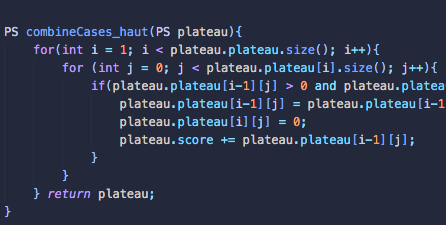 PS combineCases_haut(PS plateau){
    for(int i = 1; i < plateau.plateau.size(); i++){
        for (int j = 0; j < plateau.plateau[i].size(); j++){
            if(plateau.plateau[i-1][j] > 0 and plateau.platea
                plateau.plateau[i-1][j] = plateau.plateau[i-1
                plateau.plateau[i][j] = 0;
                plateau.score += plateau.plateau[i-1][j];
            }
        }
    } return plateau;
}